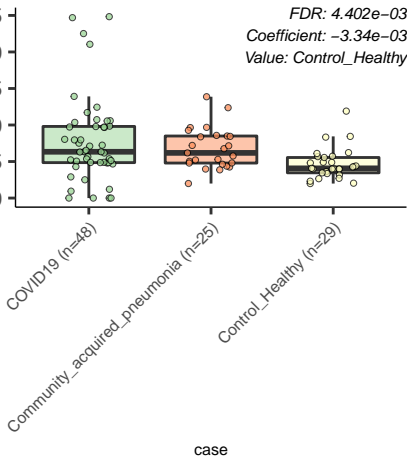 FDR: 4.402e−03
Coefficient: −3.34e−03
Value: Control_Healthy
COVID19 (n=48)
Community_acquired_pneumonia (n=25)
Control_Healthy (n=29)
case